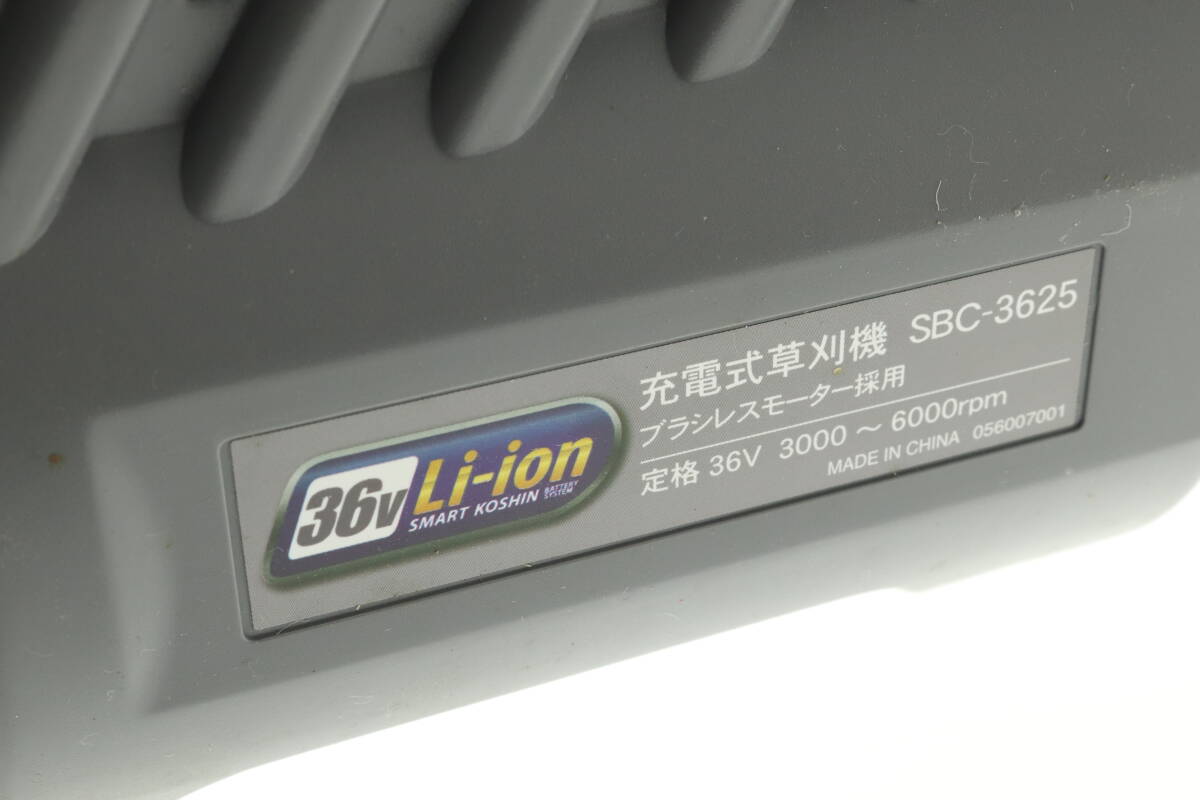 36V Li-ion
SMART KOSHIN BATTERY SYSTEM
充電式草刈機 SBC-3625
ブラシレスモーター採用
定格 36V 3000～6000rpm
MADE IN CHINA 056007001